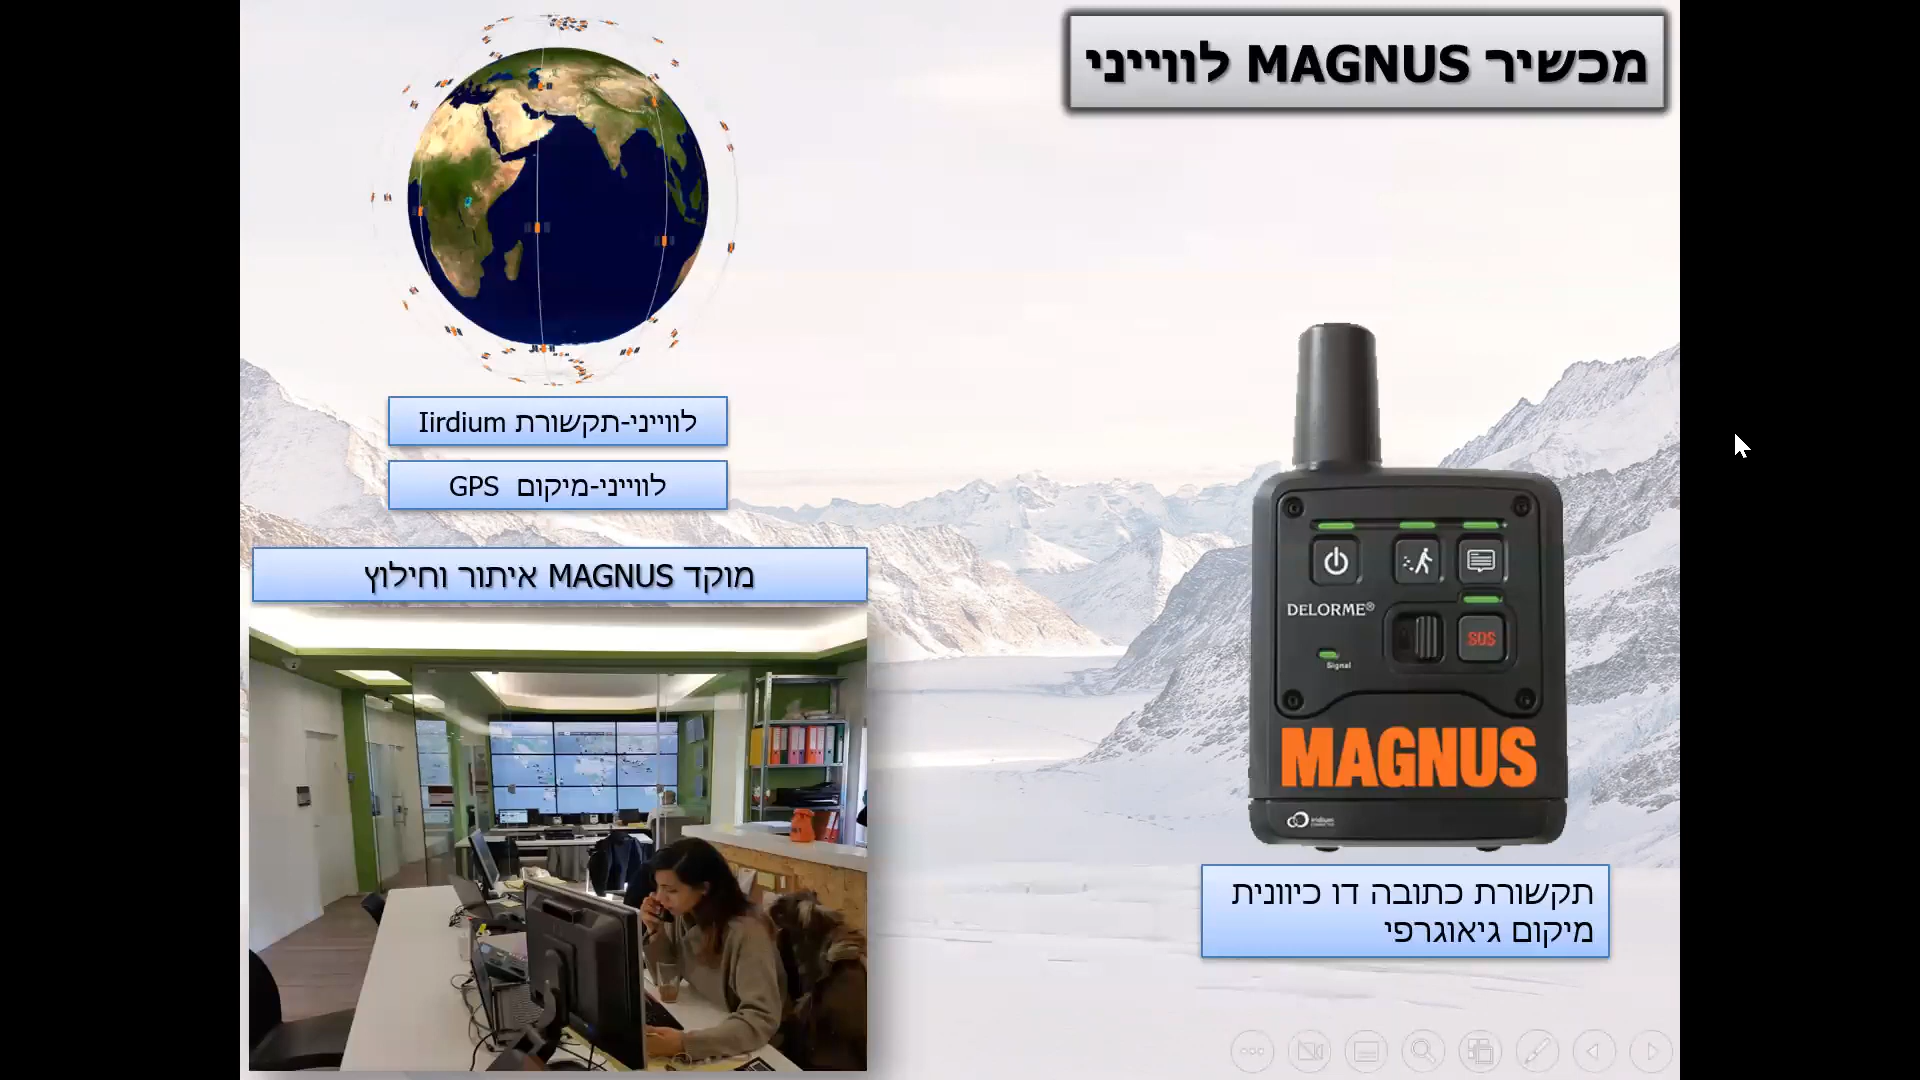 מכשיר MAGNUS לווייני
לווייני-תקשורת Iirdium
לווייני-מיקום GPS
מוקד MAGNUS איתור וחילוץ
DELORME®
SOS
Signal
MAGNUS
iridium
תקשורת כתובה דו כיוונית
מיקום גיאוגרפי